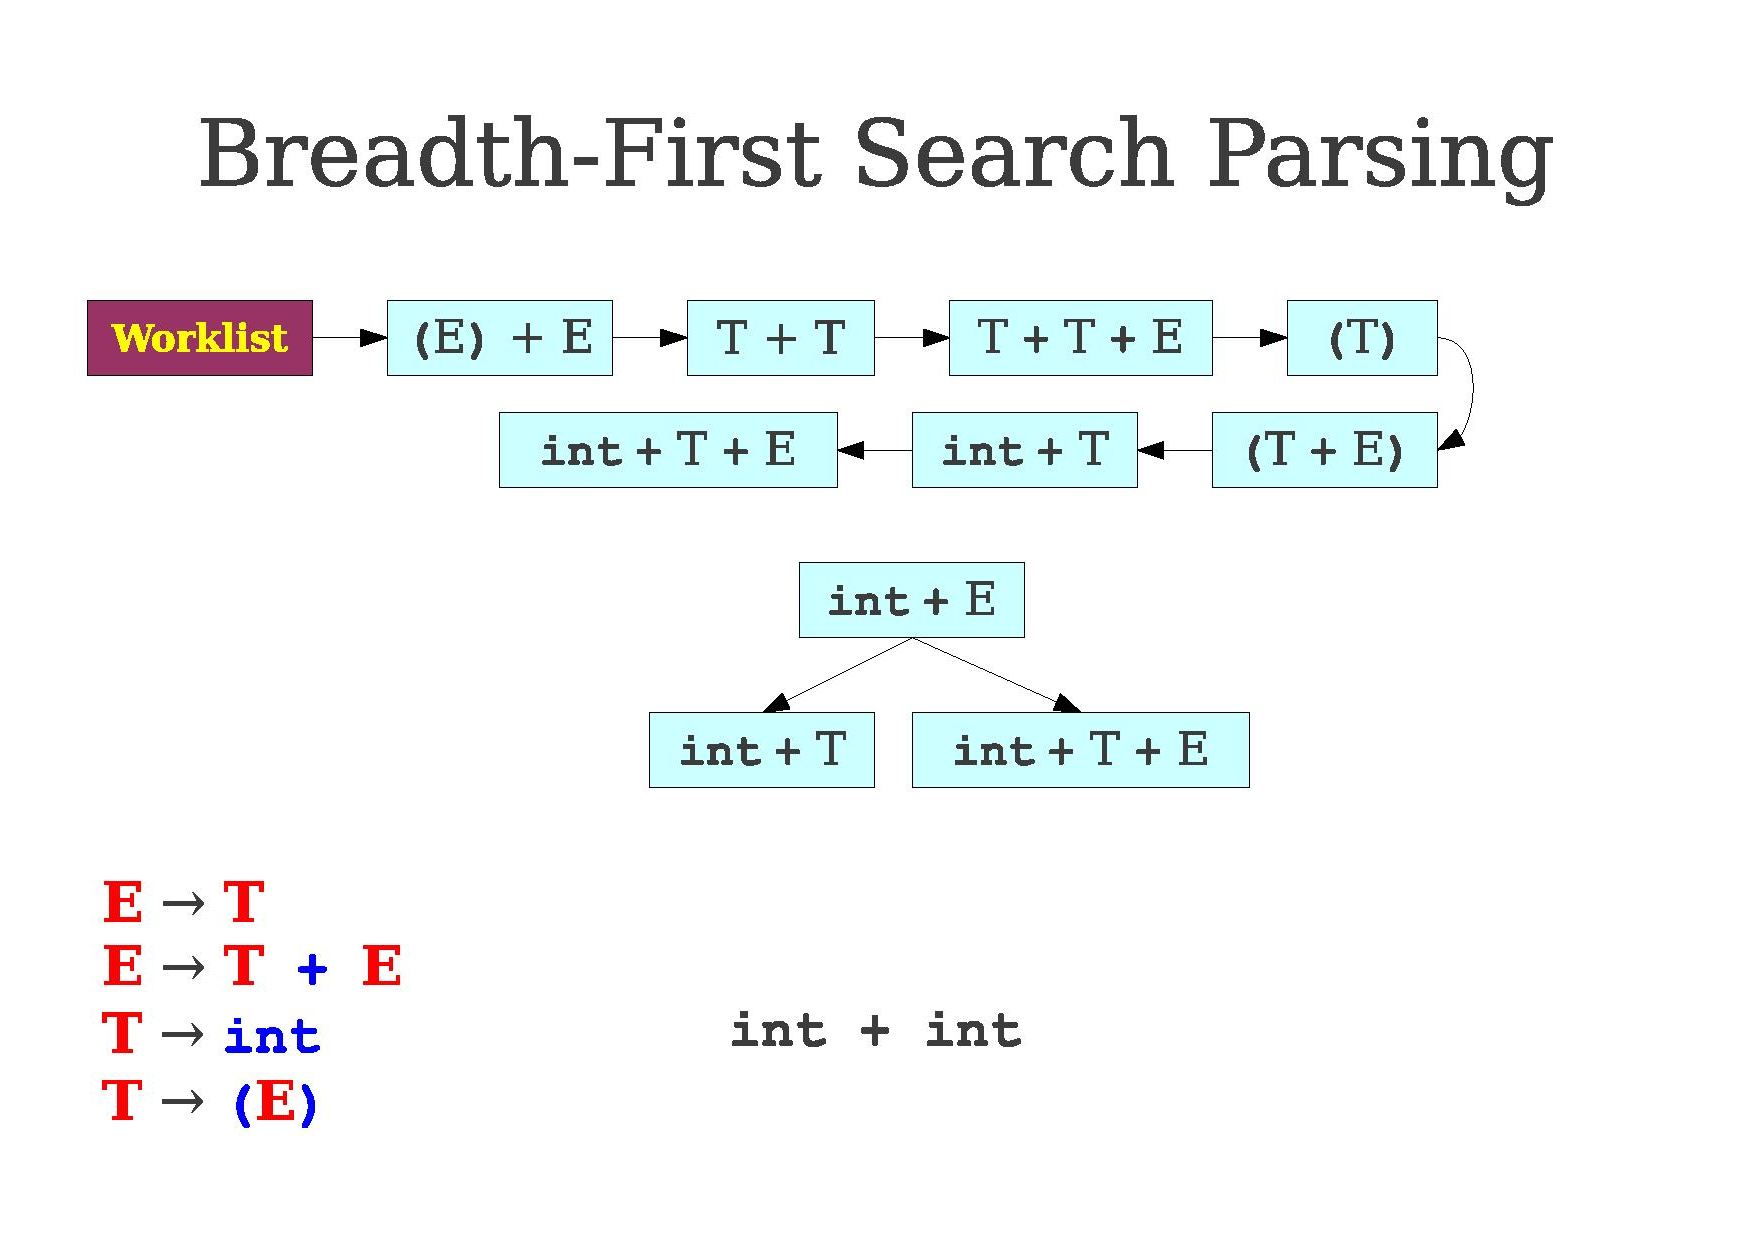 Breadth-First Search Parsing
Worklist (E) + E T + T T + T + E (T)
int + T + E int + T (T + E)
int + E
int + T int + T + E
E → T
E → T + E
T → int
T → (E)
int + int